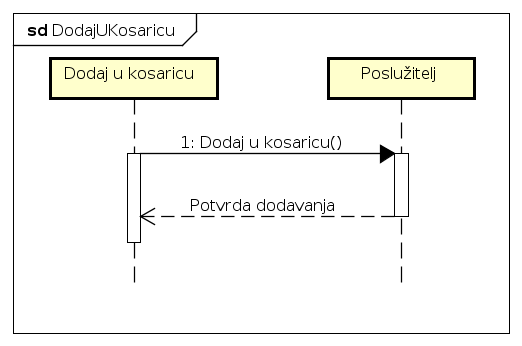 sd DodajUKosaricu
Dodaj u kosaricu
Poslužitelj
1: Dodaj u kosaricu()
Potvrda dodavanja